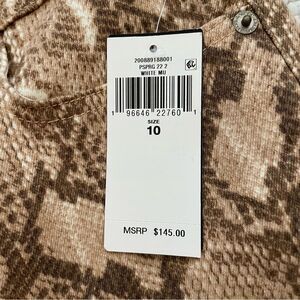 200889188001
PSPRG 22 2
WHITE MU
1 96646 22760 1
SIZE
10
MSRP $145.00